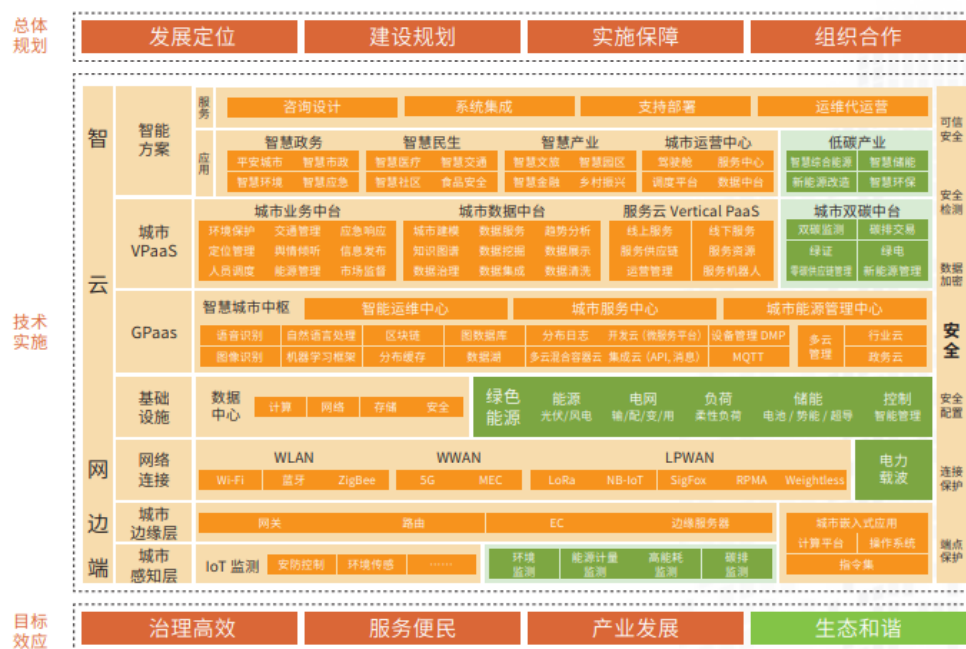 总体
规划
发展定位 建设规划 实施保障 组织合作
技术
实施
智
云
网
边
端
智能
方案
服务
咨询设计 系统集成 支持部署 运维代运营
应用
智慧政务 智慧民生 智慧产业 城市运营中心 低碳产业
平安城市 智慧市政 智慧医疗 智慧交通 智慧文旅 智慧园区 驾驶舱 服务中心 智慧综合能源 智慧储能
智慧环境 智慧应急 智慧社区 食品安全 智慧金融 乡村振兴 调度平台 数据中台 新能源改造 智慧环保
城市
VPaaS
城市业务中台 城市数据中台 服务云 Vertical PaaS 城市双碳中台
环境保护 交通管理 应急响应 城市建模 数据服务 趋势分析 线上服务 线下服务 双碳监测 碳排交易
定位管理 舆情倾听 信息发布 知识图谱 数据挖掘 数据展示 服务供应链 服务资源 绿证 绿电
人员调度 能源管理 市场监督 数据治理 数据集成 数据清洗 运营管理 服务机器人 零碳供应链管理 新能源管理
GPaas
智慧城市中枢 智能运维中心 城市服务中心 城市能源管理中心
语音识别 自然语言处理 区块链 图数据库 分布日志 开发云（微服务平台） 设备管理 DMP 多云
管理 行业云
图像识别 机器学习框架 分布缓存 数据湖 多云混合容器云 集成云 (API, 消息) MQTT 政务云
基础
设施
数据
中心
计算 网络 存储 安全
绿色
能源
能源 电网 负荷 储能 控制
光伏/风电 输/配/变/用 柔性负荷 电池 / 势能 / 超导 智能管理
网络
连接
WLAN WWAN LPWAN
Wi-Fi 蓝牙 ZigBee 5G MEC LoRa NB-IoT SigFox RPMA Weightless
电力
载波
城市
边缘层
网关 路由 EC 边缘服务器
城市嵌入式应用
计算平台 操作系统
指令集
城市
感知层
IoT 监测 安防控制 环境传感 ……
环境
监测
能源计量
监测
高能耗
监测
碳排
监测
可信
安全
安全
检测
数据
加密
安
全
安全
配置
连接
保护
端点
保护
目标
效应
治理高效 服务便民 产业发展 生态和谐